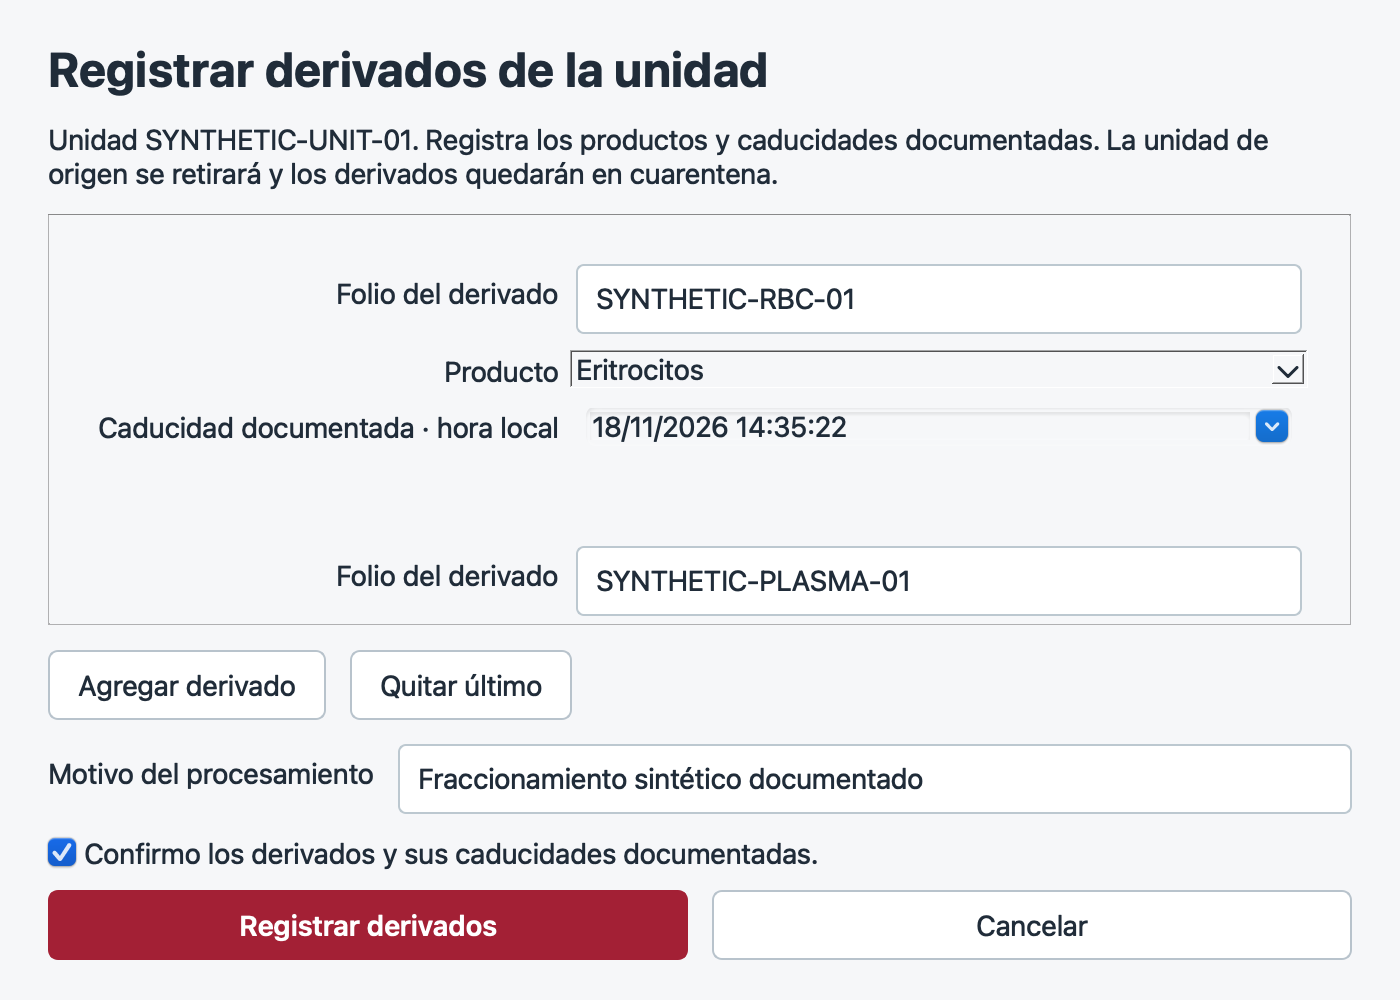 Registrar derivados de la unidad
Unidad SYNTHETIC-UNIT-01. Registra los productos y caducidades documentadas. La unidad de
origen se retirará y los derivados quedarán en cuarentena.
Folio del derivado SYNTHETIC-RBC-01
Producto Eritrocitos
Caducidad documentada · hora local 18/11/2026 14:35:22
Folio del derivado SYNTHETIC-PLASMA-01
Agregar derivado Quitar último
Motivo del procesamiento Fraccionamiento sintético documentado
Confirmo los derivados y sus caducidades documentadas.
Registrar derivados Cancelar